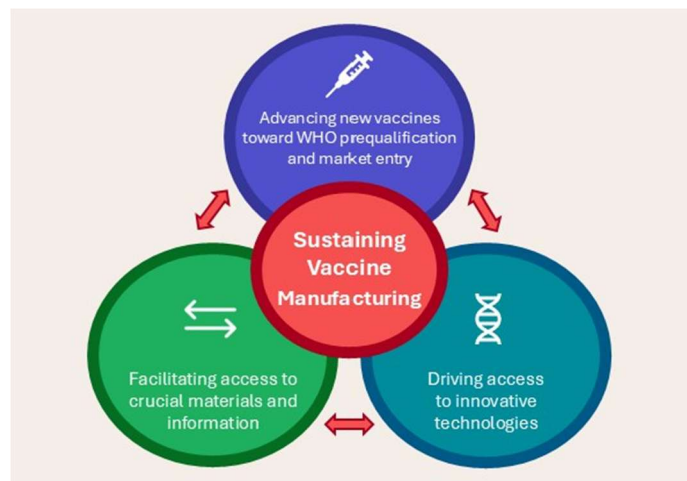 Advancing new vaccines
toward WHO prequalification
and market entry
Sustaining
Vaccine
Manufacturing
Facilitating access to
crucial materials and
information
Driving access
to innovative
technologies